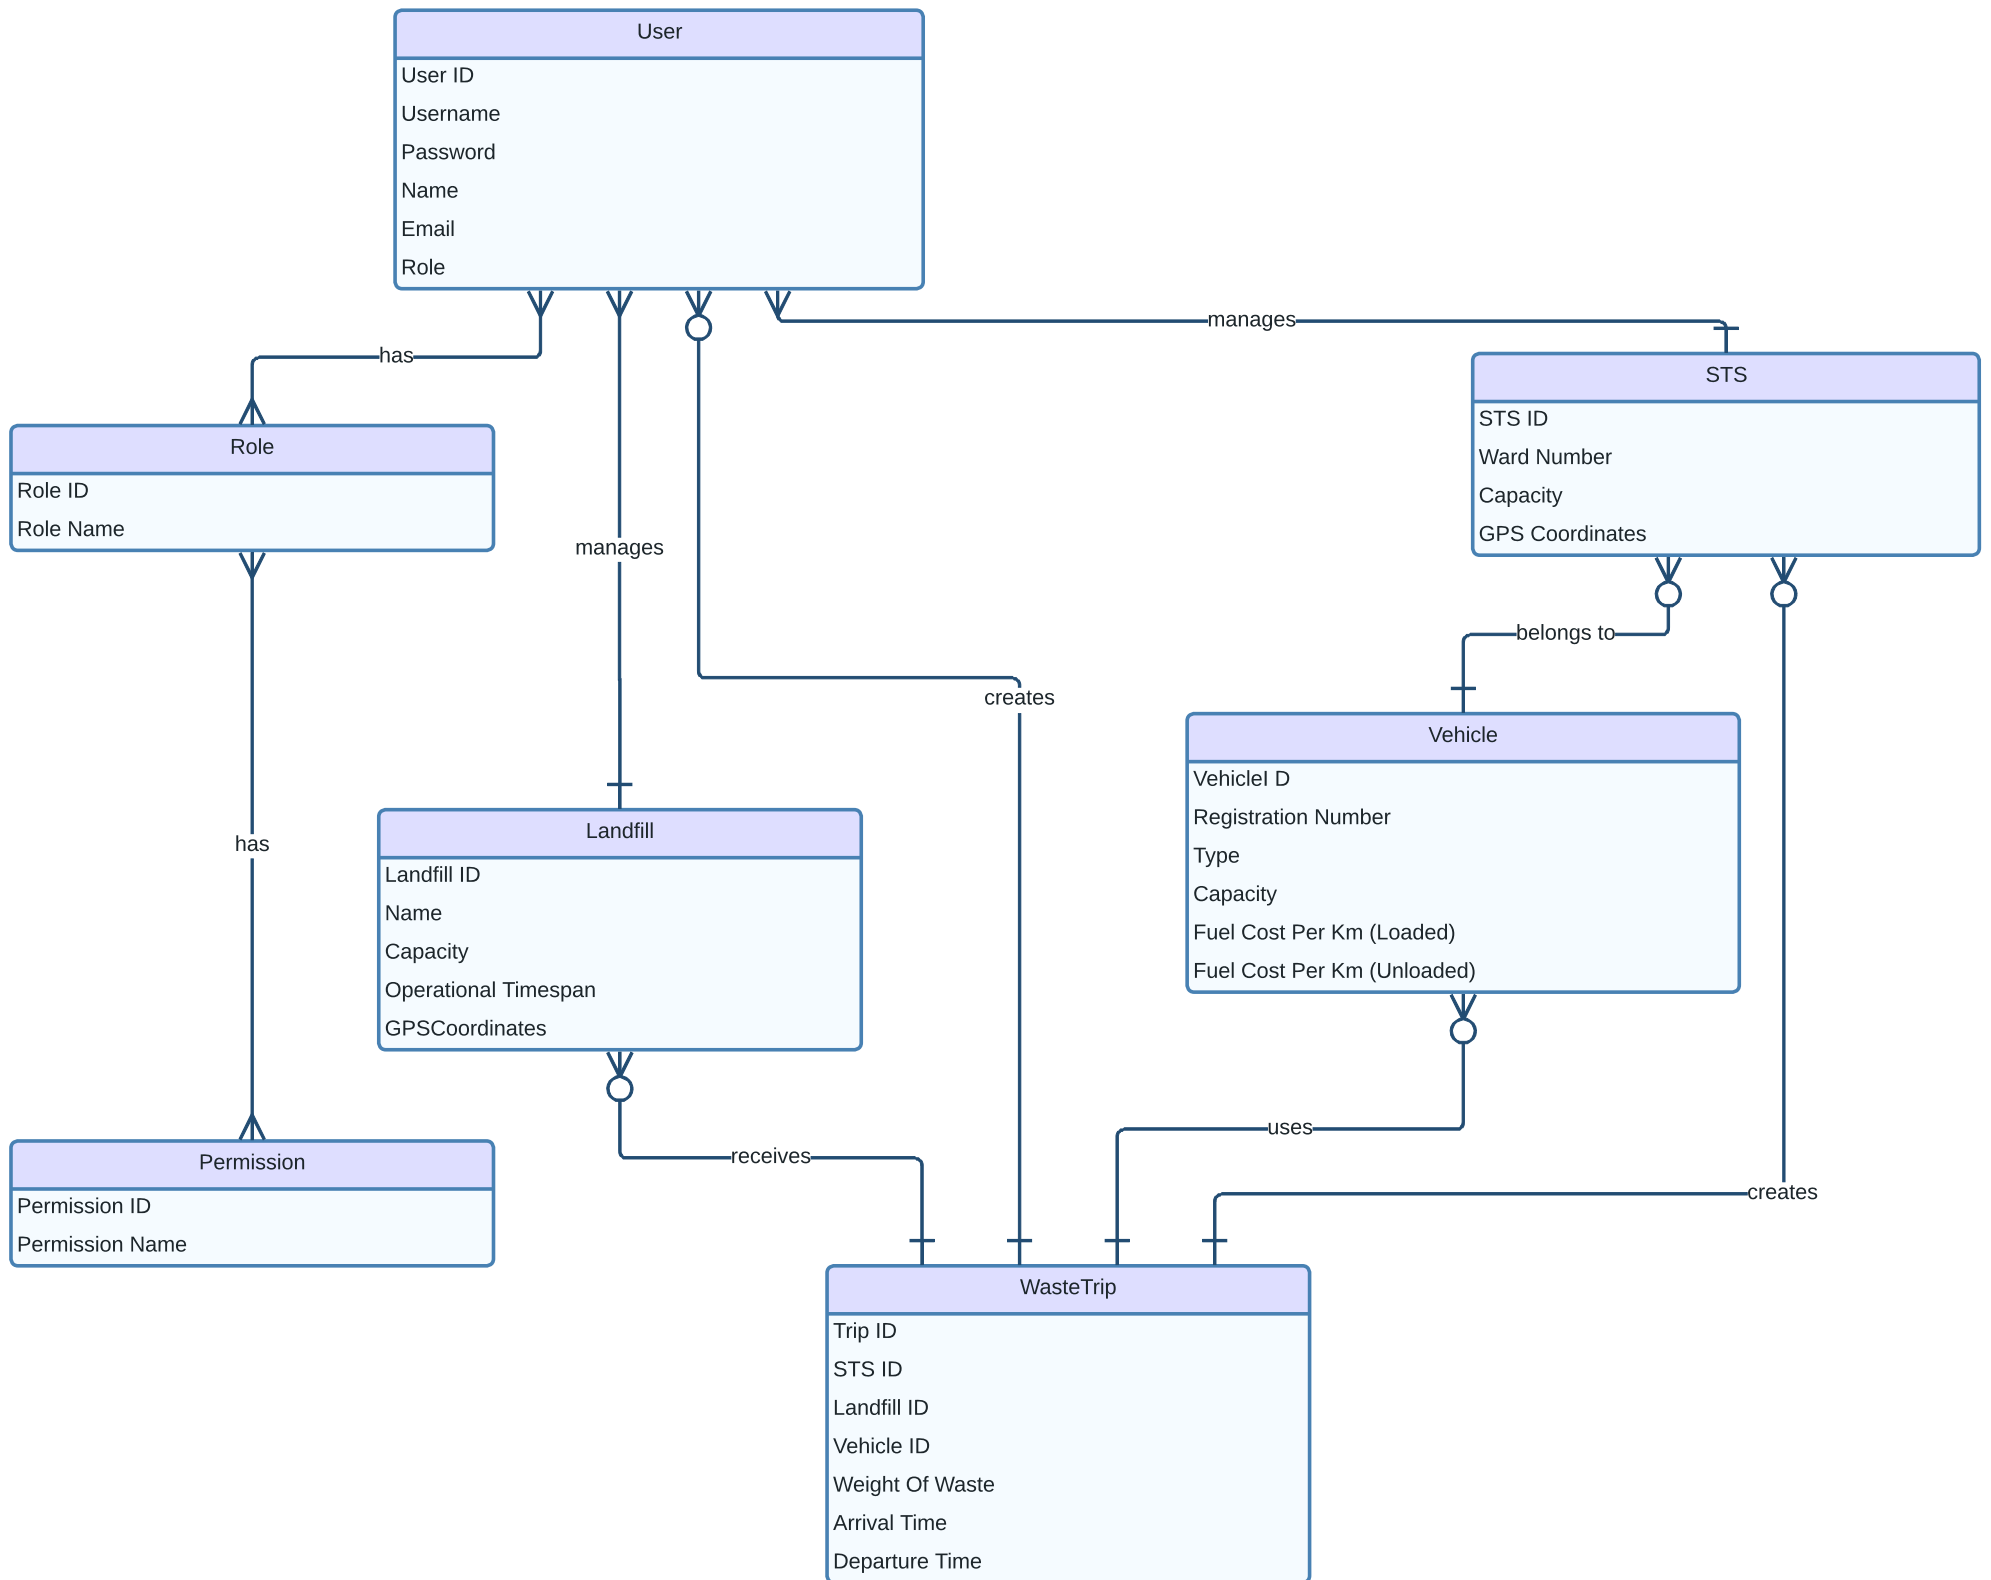 User
User ID
Username
Password
Name
Email
Role
has
manages
creates
manages
Role
Role ID
Role Name
has
STS
STS ID
Ward Number
Capacity
GPS Coordinates
belongs to
creates
Vehicle
VehicleI D
Registration Number
Type
Capacity
Fuel Cost Per Km (Loaded)
Fuel Cost Per Km (Unloaded)
uses
Landfill
Landfill ID
Name
Capacity
Operational Timespan
GPSCoordinates
receives
Permission
Permission ID
Permission Name
WasteTrip
Trip ID
STS ID
Landfill ID
Vehicle ID
Weight Of Waste
Arrival Time
Departure Time